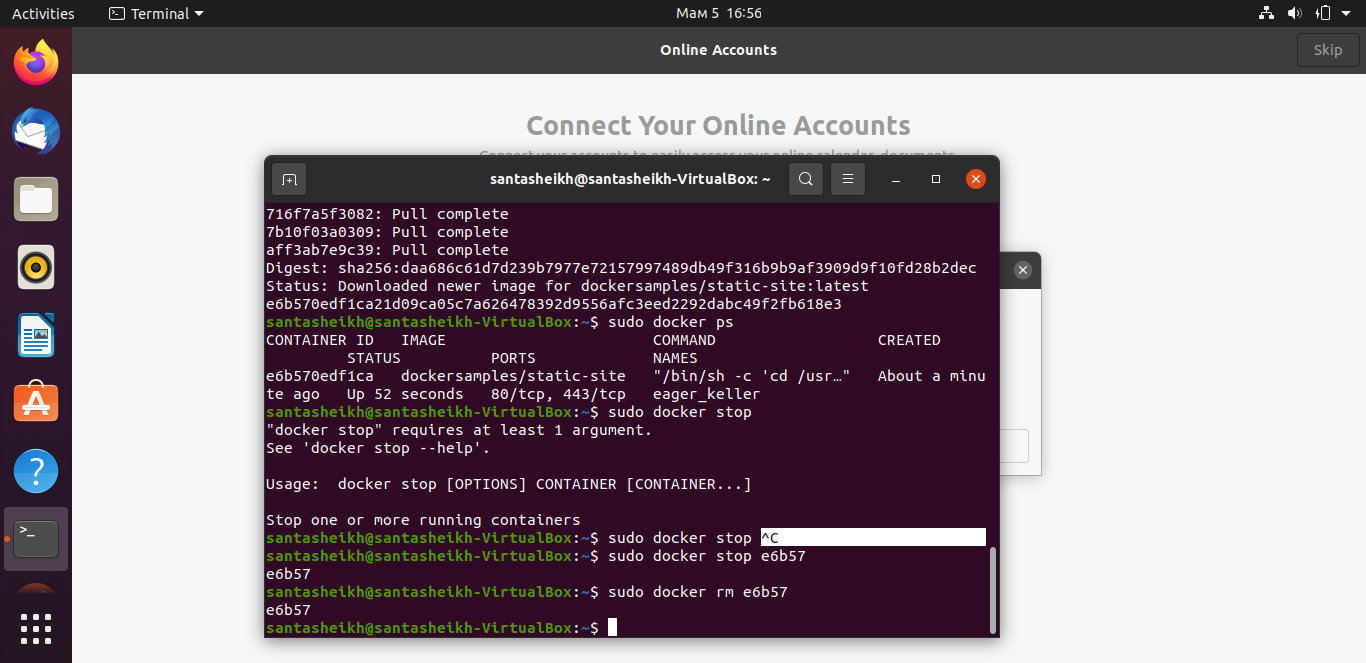 Activities
Terminal
Мам 5 16:56
Online Accounts
Skip
Connect Your Online Accounts
Connect your accounts to easily access your online calendar, documents,
santasheikh@santasheikh-VirtualBox: ~
716f7a5f3082: Pull complete
7b10f03a0309: Pull complete
aff3ab7e9c39: Pull complete
Digest: sha256:daa686c61d7d239b7977e72157997489db49f316b9b9af3909d9f10fd28b2dec
Status: Downloaded newer image for dockersamples/static-site:latest
e6b570edf1ca21d09ca05c7a626478392d9556afc3eed2292dabc49f2fb618e3
santasheikh@santasheikh-VirtualBox:~$ sudo docker ps
CONTAINER ID   IMAGE                       COMMAND                  CREATED
         STATUS          PORTS             NAMES
e6b570edf1ca   dockersamples/static-site   "/bin/sh -c 'cd /usr…"   About a minu
te ago   Up 52 seconds   80/tcp, 443/tcp   eager_keller
santasheikh@santasheikh-VirtualBox:~$ sudo docker stop
"docker stop" requires at least 1 argument.
See 'docker stop --help'.
Usage:  docker stop [OPTIONS] CONTAINER [CONTAINER...]
Stop one or more running containers
santasheikh@santasheikh-VirtualBox:~$ sudo docker stop ^C
santasheikh@santasheikh-VirtualBox:~$ sudo docker stop e6b57
e6b57
santasheikh@santasheikh-VirtualBox:~$ sudo docker rm e6b57
e6b57
santasheikh@santasheikh-VirtualBox:~$